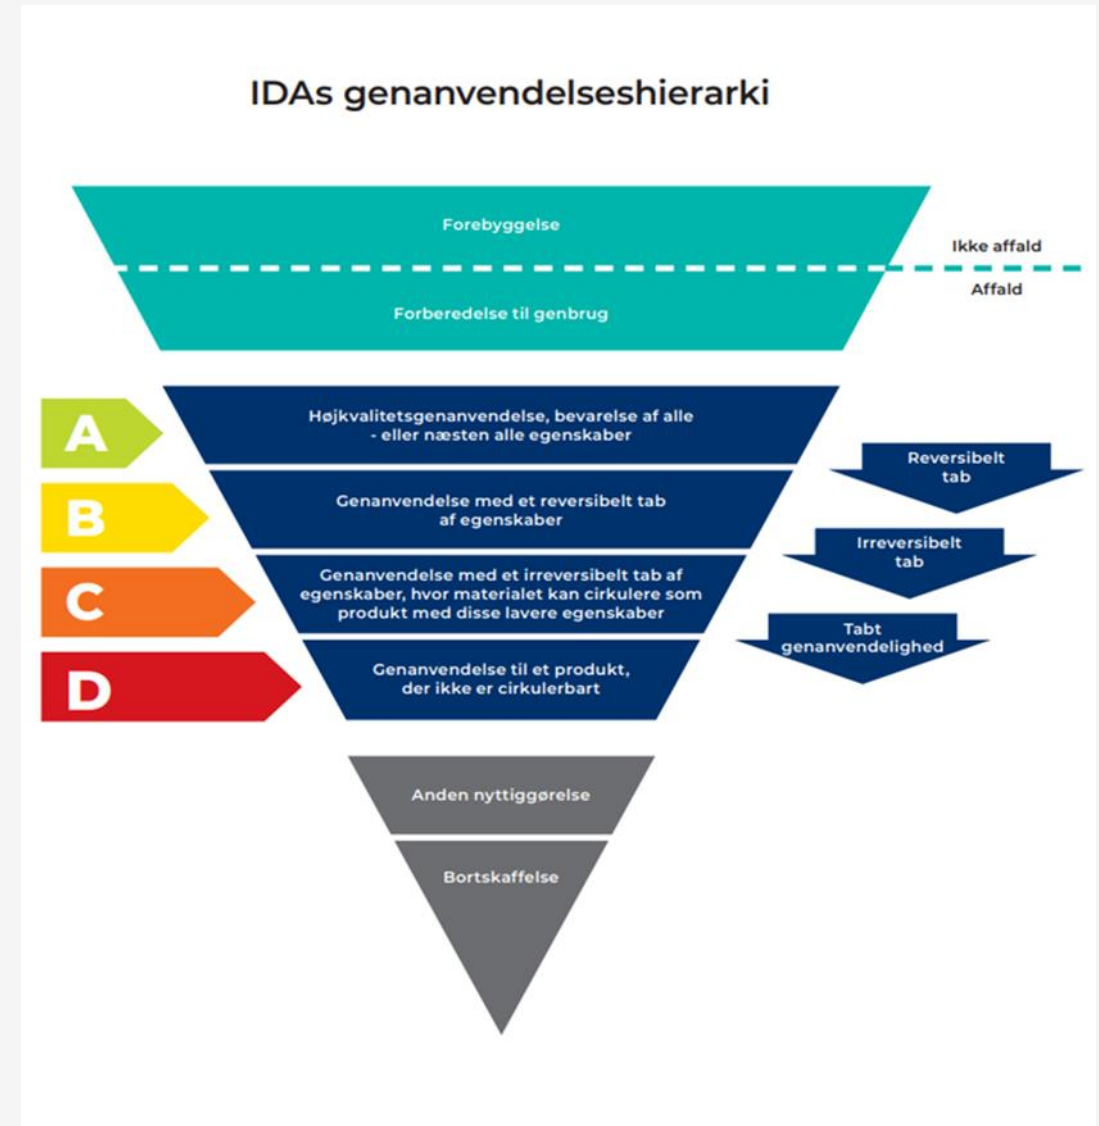 IDAs genanvendelseshierarki
Forebyggelse
Ikke affald
Affald
Forberedelse til genbrug
A
Højkvalitetsgenanvendelse, bevarelse af alle
- eller næsten alle egenskaber
Reversibelt
tab
B
Genanvendelse med et reversibelt tab
af egenskaber
Irreversibelt
tab
C
Genanvendelse med et irreversibelt tab af
egenskaber, hvor materialet kan cirkulere som
produkt med disse lavere egenskaber
Tabt
genanvendelighed
D
Genanvendelse til et produkt,
der ikke er cirkulerbart
Anden nyttiggørelse
Bortskaffelse